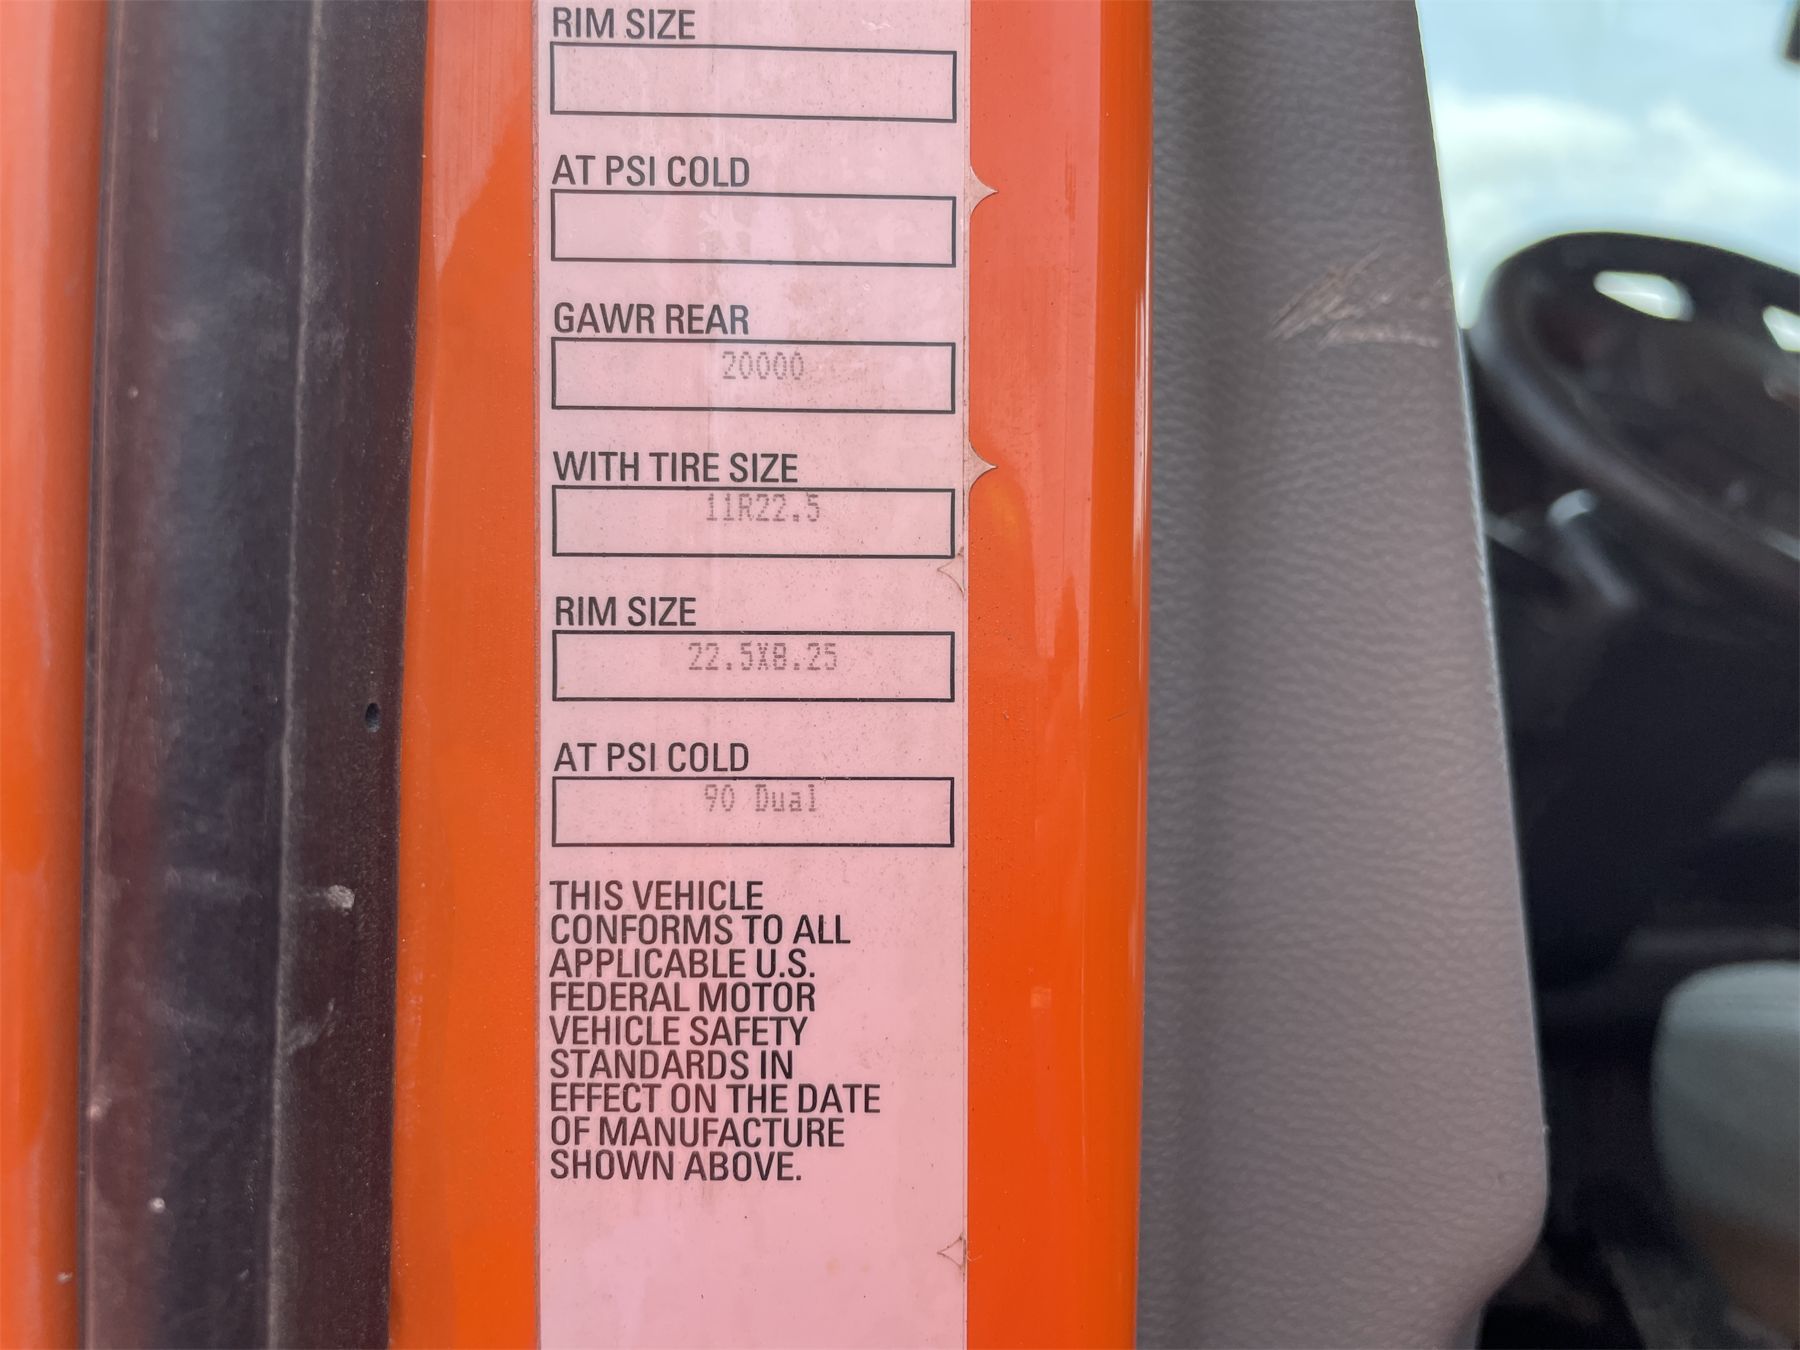 RIM SIZE
AT PSI COLD
GAWR REAR
20000
WITH TIRE SIZE
11R22.5
RIM SIZE
22.5X8.25
AT PSI COLD
90 Dual
THIS VEHICLE
CONFORMS TO ALL
APPLICABLE U.S.
FEDERAL MOTOR
VEHICLE SAFETY
STANDARDS IN
EFFECT ON THE DATE
OF MANUFACTURE
SHOWN ABOVE.